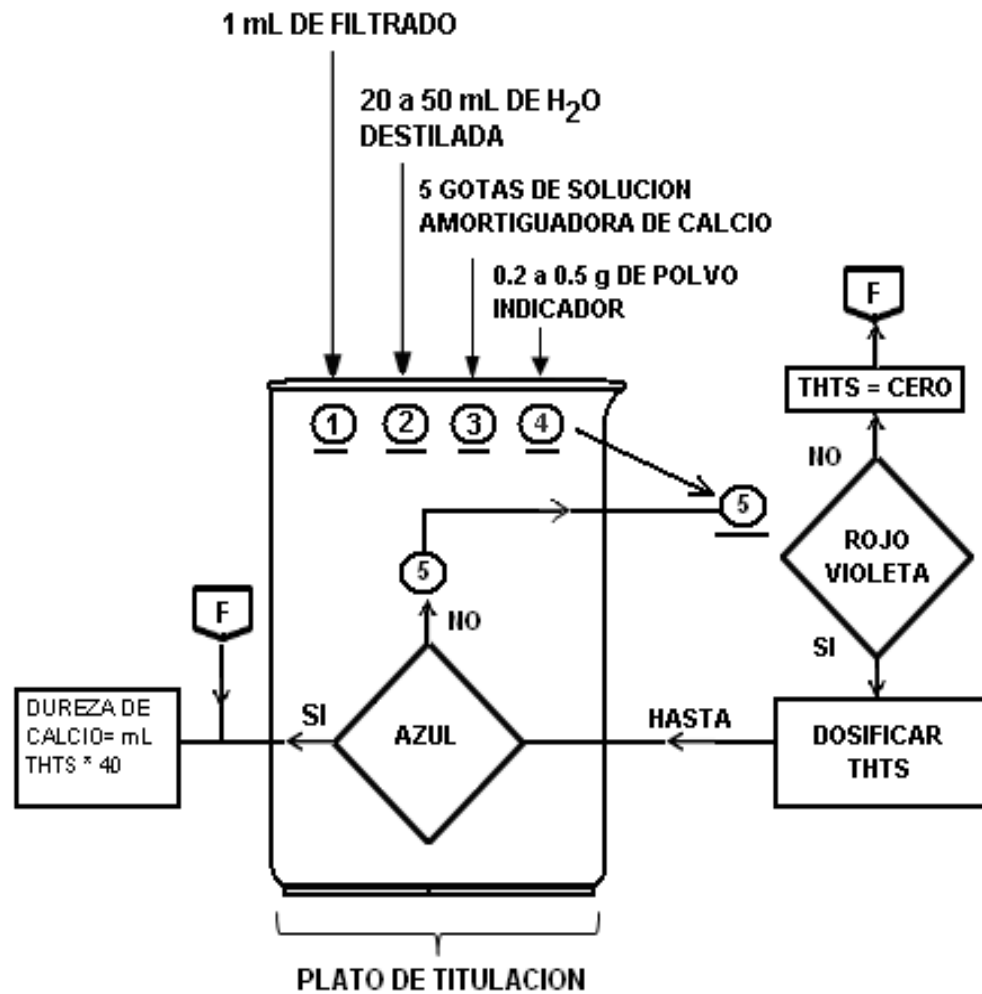 1 mL DE FILTRADO
20 a 50 mL DE H2O
DESTILADA
5 GOTAS DE SOLUCION
AMORTIGUADORA DE CALCIO
0.2 a 0.5 g DE POLVO
INDICADOR
F
THTS = CERO
1
2
3
4
NO
5
ROJO
VIOLETA
5
F
NO
SI
DUREZA DE
CALCIO= mL
THTS * 40
SI
AZUL
HASTA
DOSIFICAR
THTS
PLATO DE TITULACION